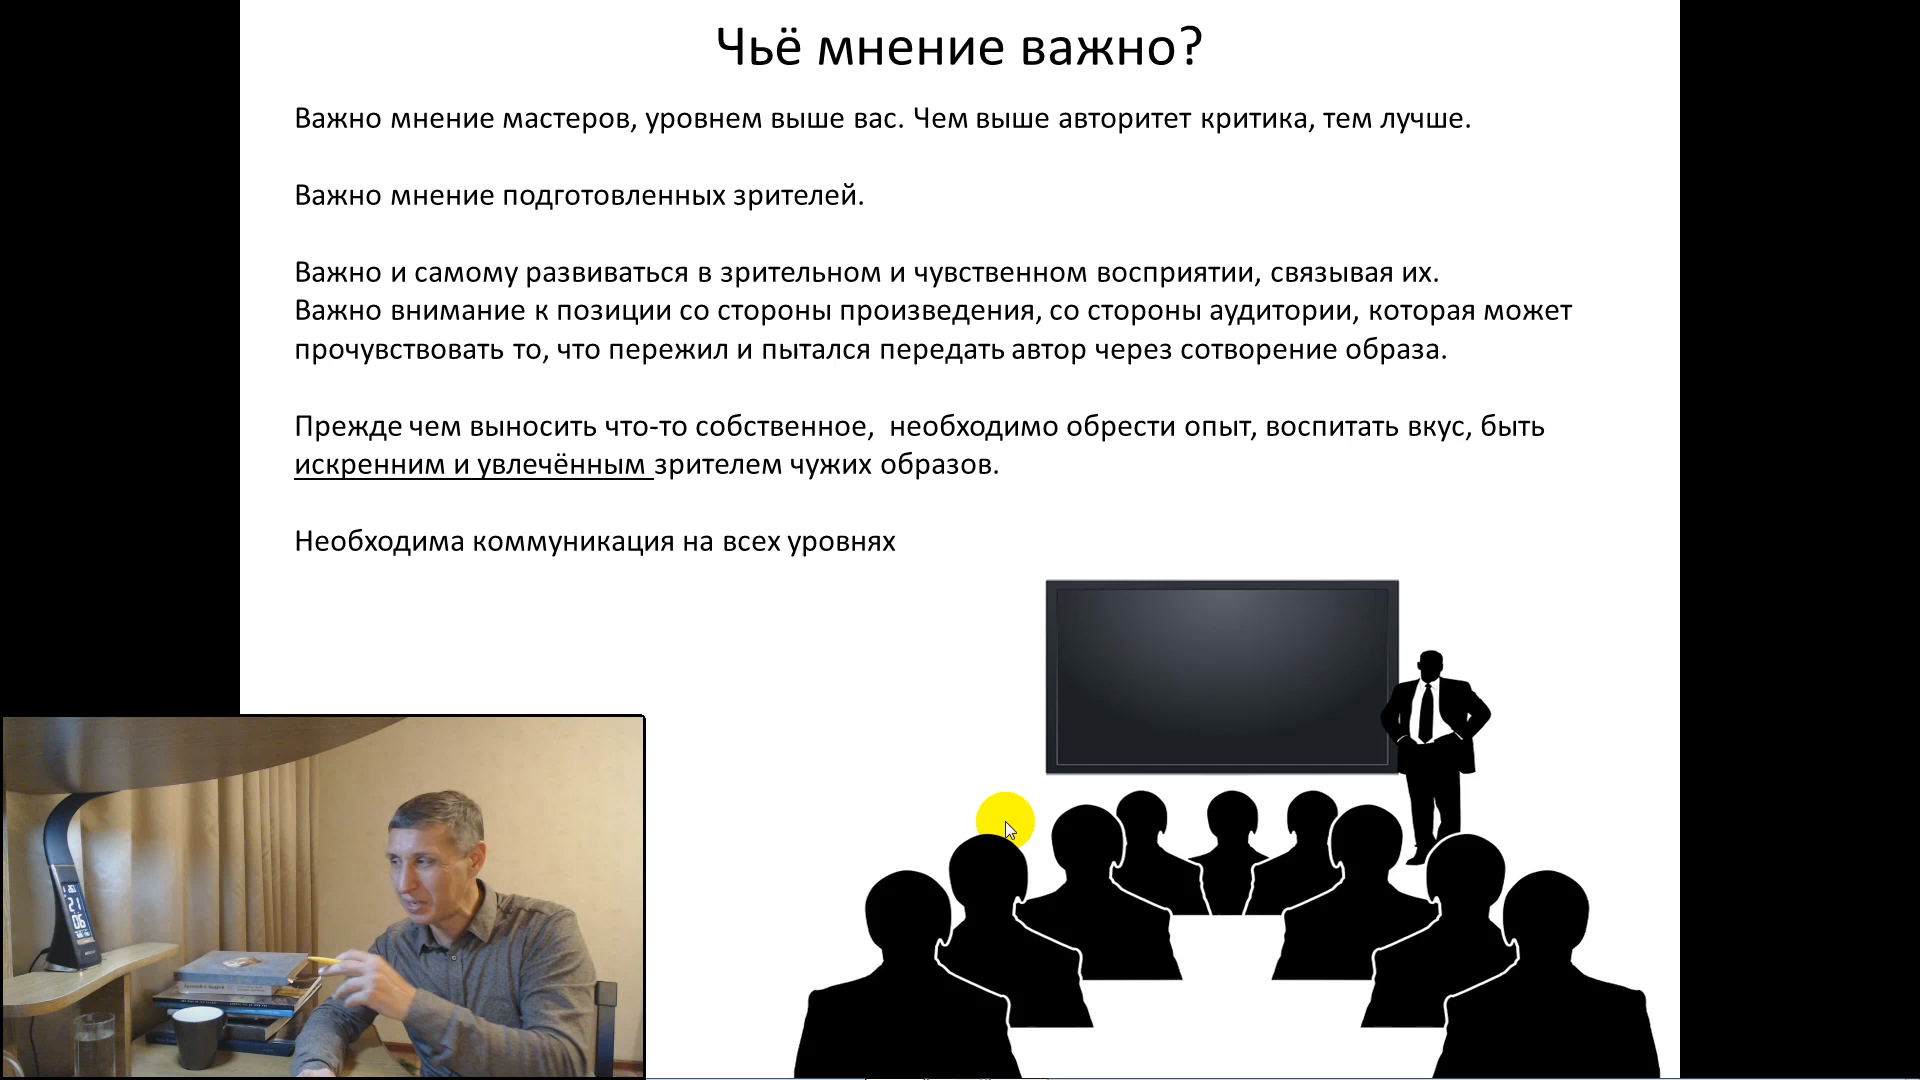 Чьё мнение важно?
Важно мнение мастеров, уровнем выше вас. Чем выше авторитет критика, тем лучше.
Важно мнение подготовленных зрителей.
Важно и самому развиваться в зрительном и чувственном восприятии, связывая их.
Важно внимание к позиции со стороны произведения, со стороны аудитории, которая может
прочувствовать то, что пережил и пытался передать автор через сотворение образа.
Прежде чем выносить что-то собственное,  необходимо обрести опыт, воспитать вкус, быть
искренним и увлечённым зрителем чужих образов.
Необходима коммуникация на всех уровнях